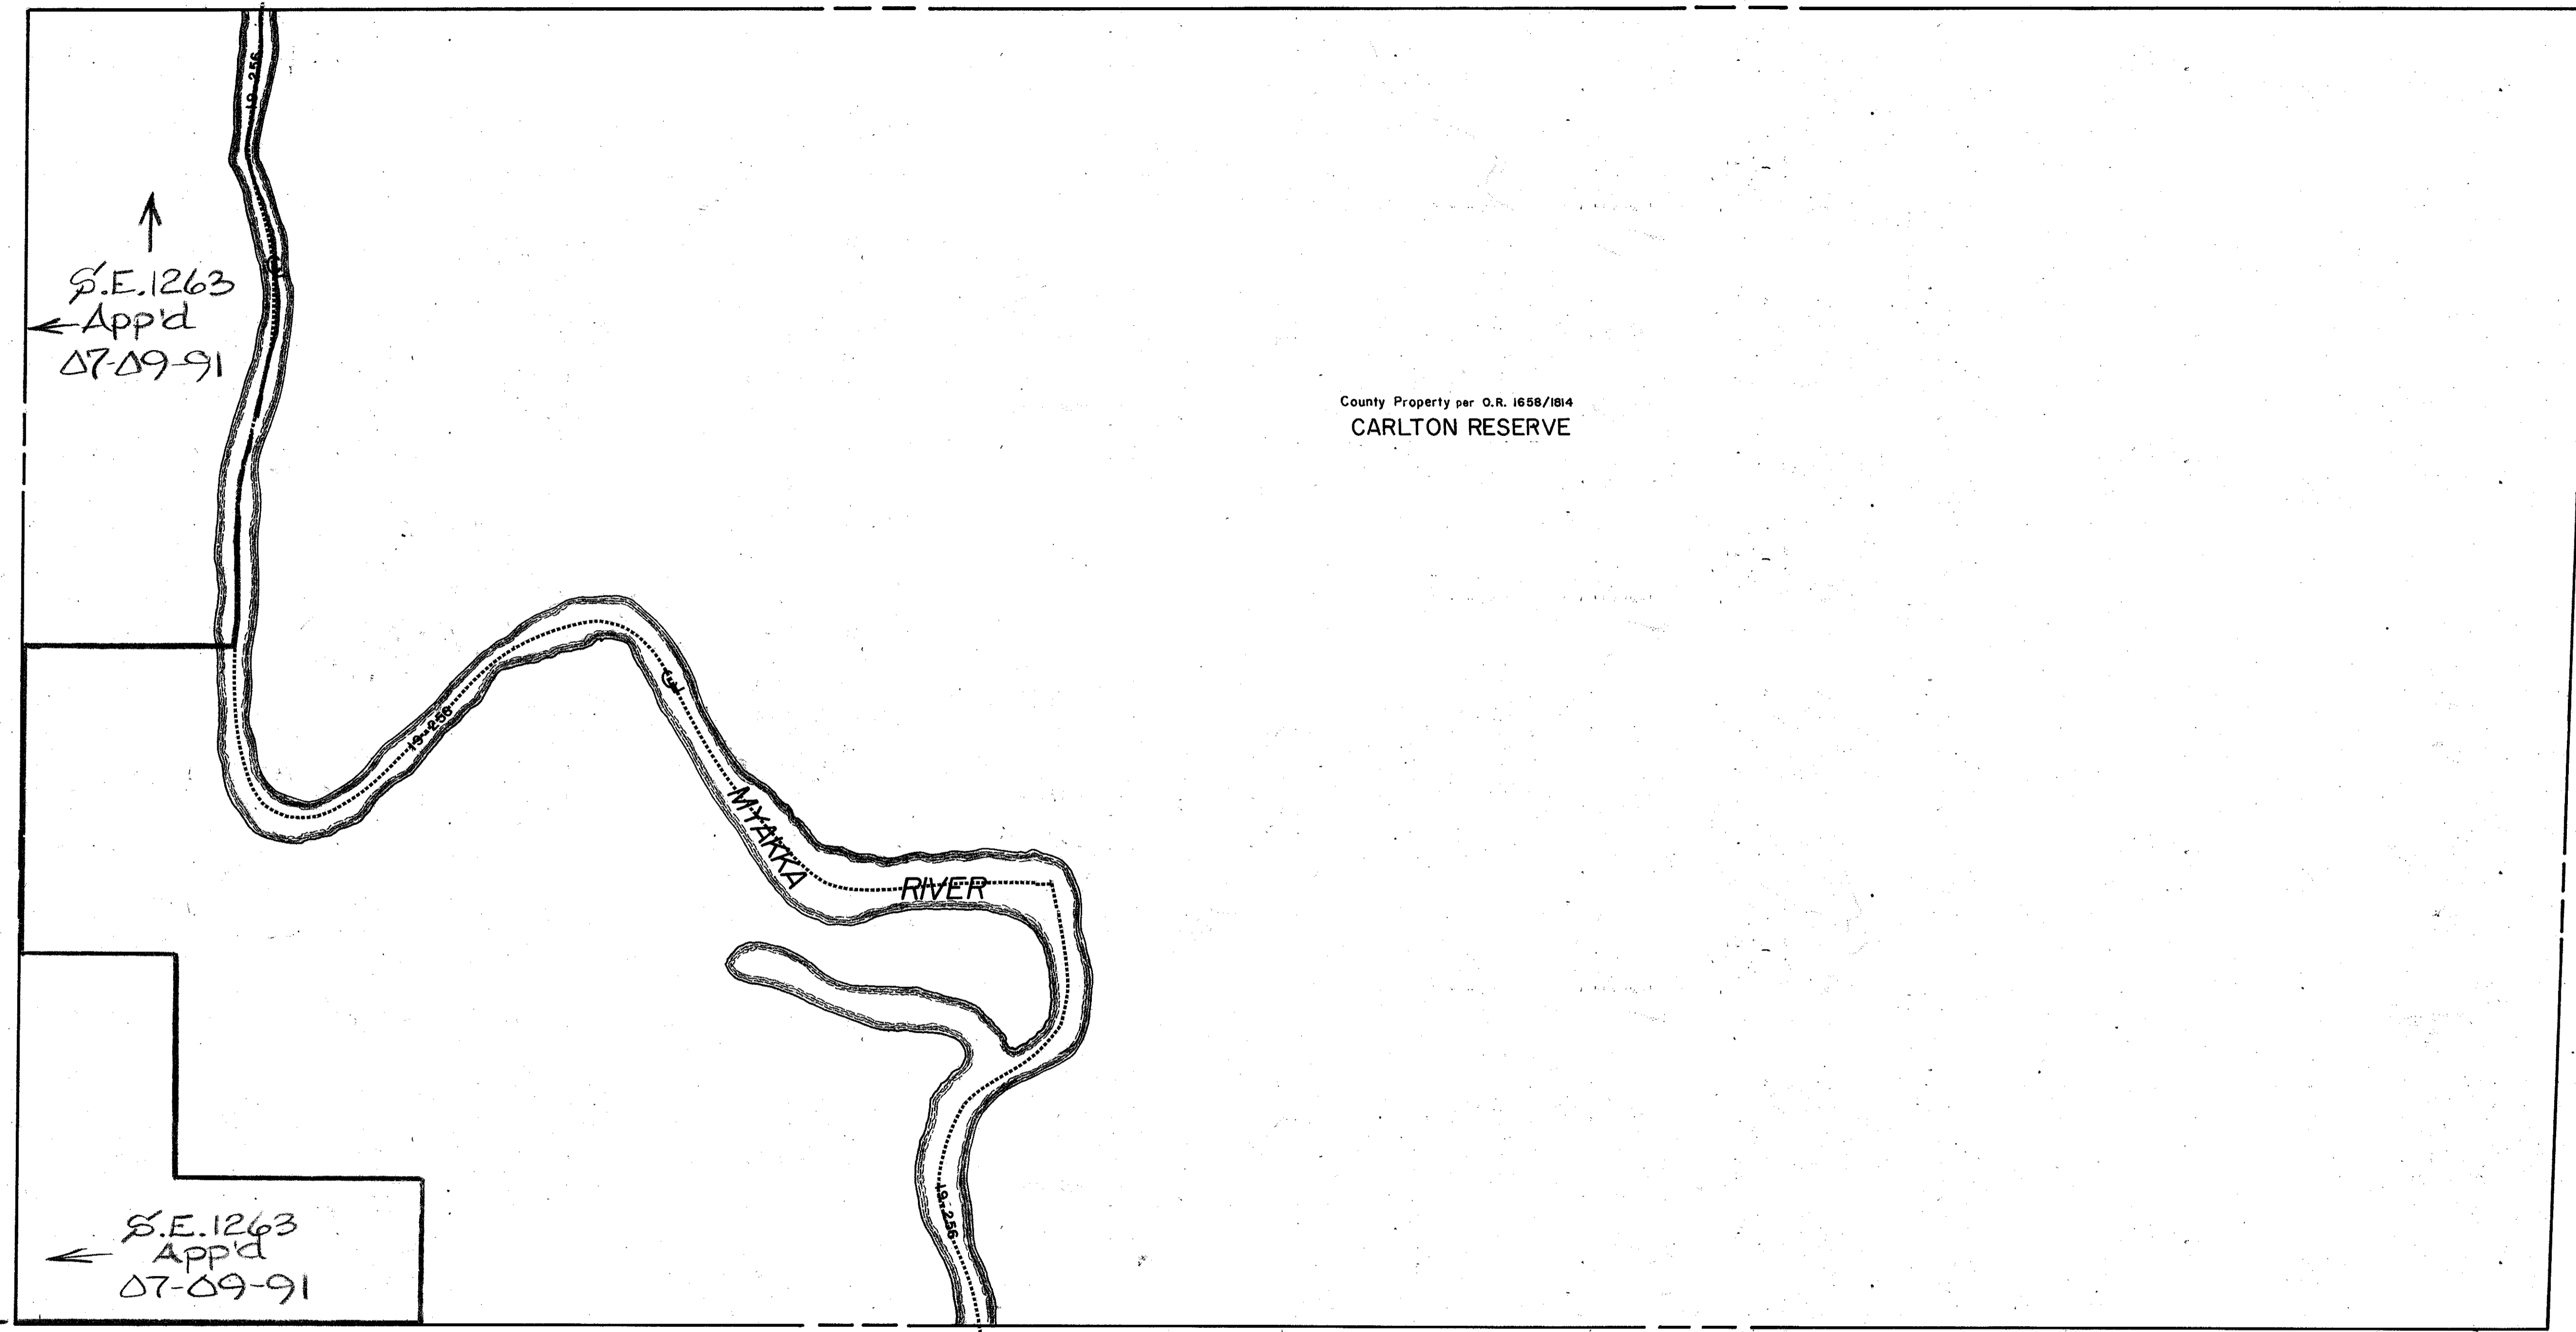 19-256
S.E.1263
App'd
07-09-91
County Property per O.R. 1658/1814
CARLTON RESERVE
19-256
MYAKKA
RIVER
19-256
S.E.1263
App'd
07-09-91